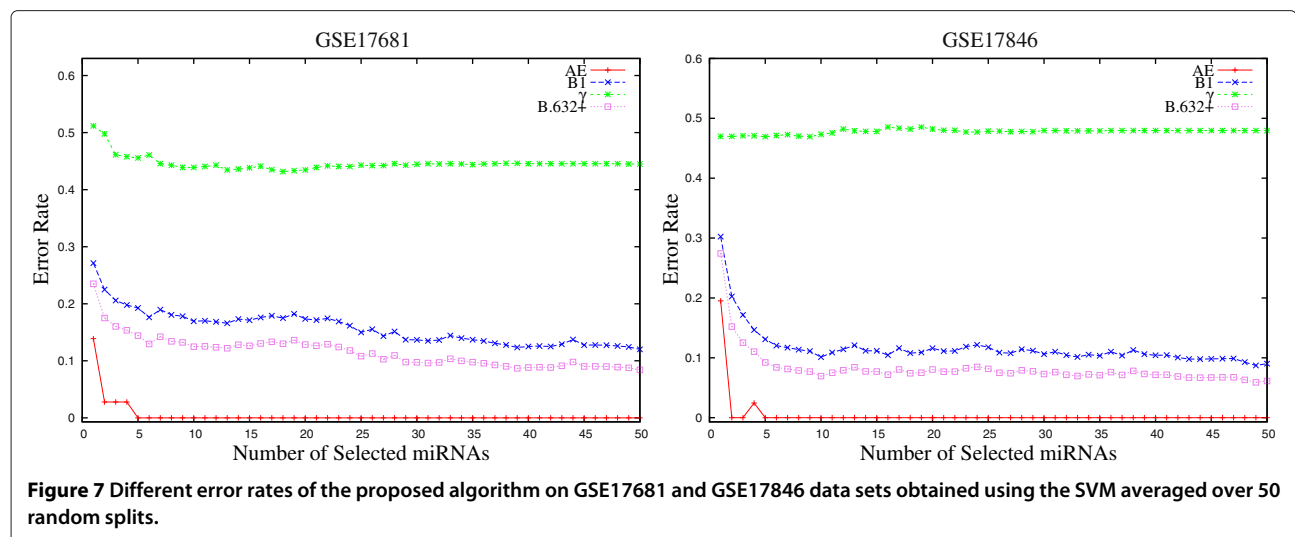 GSE17681
0.6
0.5
0.4
0.3
0.2
0.1
0
Error Rate
AE
B1
γ
B.632+
0 5 10 15 20 25 30 35 40 45 50
Number of Selected miRNAs
GSE17846
0.6
0.5
0.4
0.3
0.2
0.1
0
Error Rate
AE
B1
γ
B.632+
0 5 10 15 20 25 30 35 40 45 50
Number of Selected miRNAs
Figure 7 Different error rates of the proposed algorithm on GSE17681 and GSE17846 data sets obtained using the SVM averaged over 50
random splits.